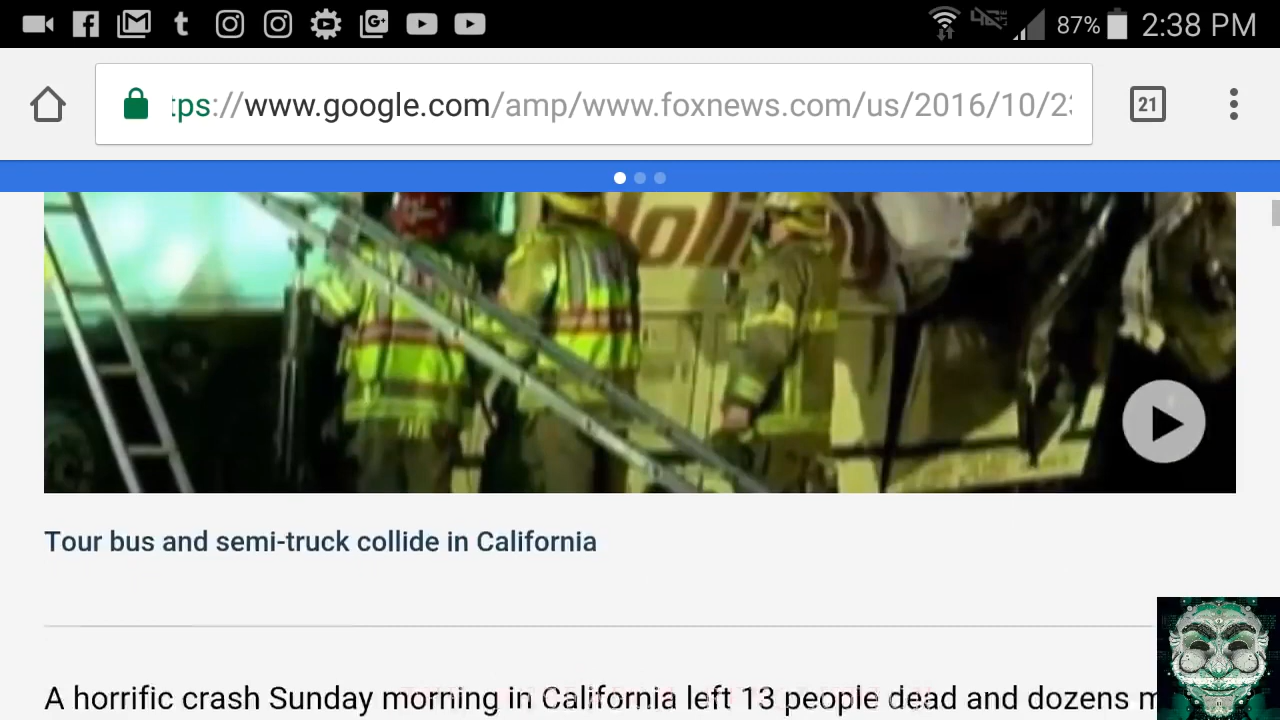 87% 2:38 PM
tps://www.google.com/amp/www.foxnews.com/us/2016/10/2
21
Tour bus and semi-truck collide in California
A horrific crash Sunday morning in California left 13 people dead and dozens m